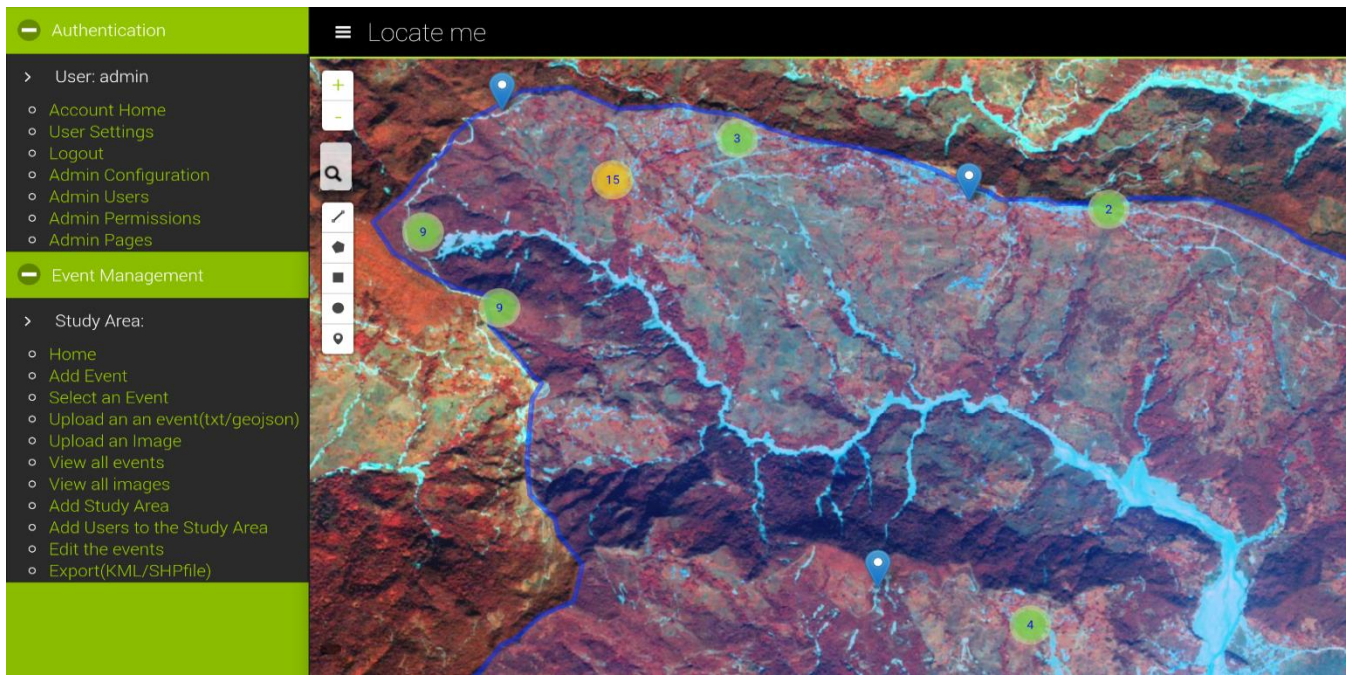 Authentication
User: admin
Account Home
User Settings
Logout
Admin Configuration
Admin Users
Admin Permissions
Admin Pages
Event Management
Study Area:
Home
Add Event
Select an Event
Upload an an event(txt/geojson)
Upload an Image
View all events
View all images
Add Study Area
Add Users to the Study Area
Edit the events
Export(KML/SHPfile)
Locate me
+
-
3
15
2
9
9
4